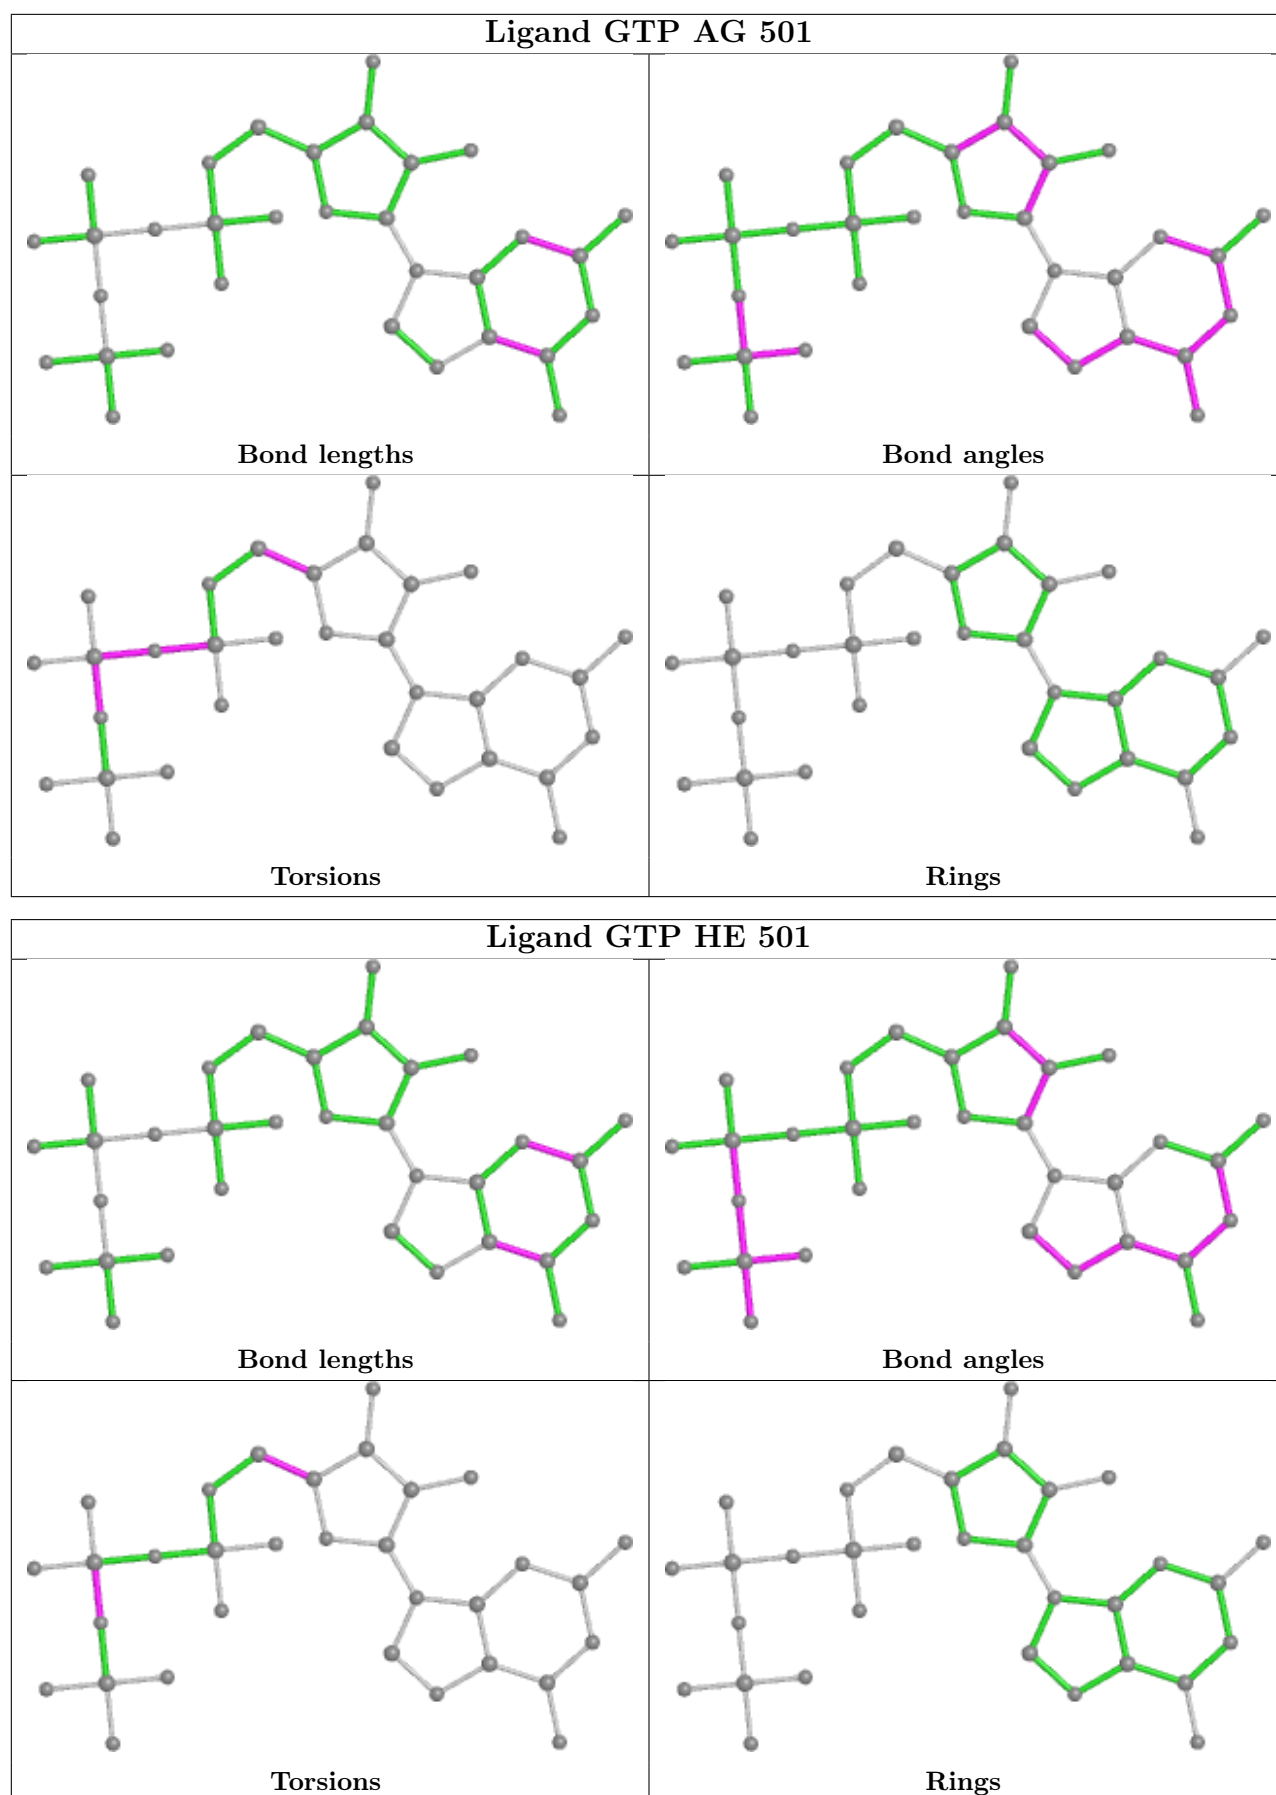 Ligand GTP AG 501
Bond lengths
Bond angles
Torsions
Rings
Ligand GTP HE 501
Bond lengths
Bond angles
Torsions
Rings